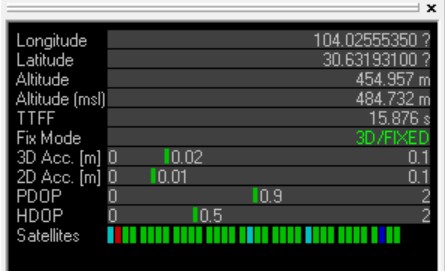 Longitude 104.02555350 ?
Latitude 30.63193100 ?
Altitude 454.957 m
Altitude (msl) 484.732 m
TTFF 15.876 s
Fix Mode 3D/FIXED
3D Acc. [m] 0 0.02 0.1
2D Acc. [m] 0 0.01 0.1
PDOP 0 0.9 2
HDOP 0 0.5 2
Satellites